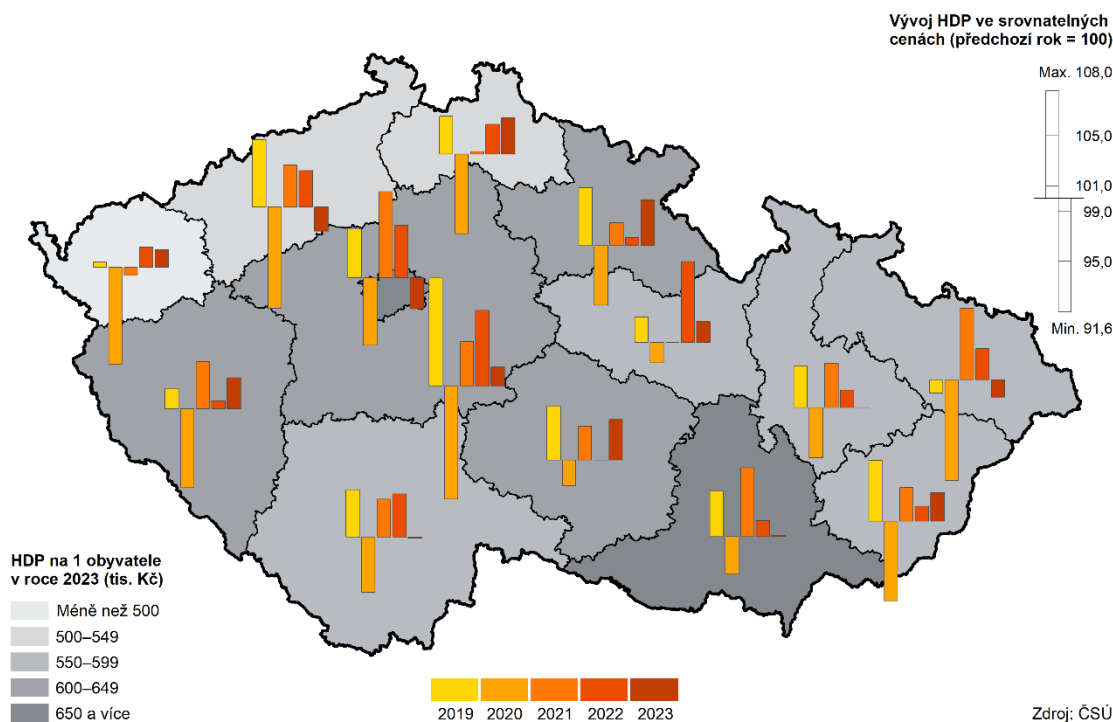 Vývoj HDP ve srovnatelných
cenách (předchozí rok = 100)
Max. 108,0
105,0
101,0
99,0
95,0
Min. 91,6
HDP na 1 obyvatele
v roce 2023 (tis. Kč)
Méně než 500
500–549
550–599
600–649
650 a více
2019 2020 2021 2022 2023
Zdroj: ČSÚ